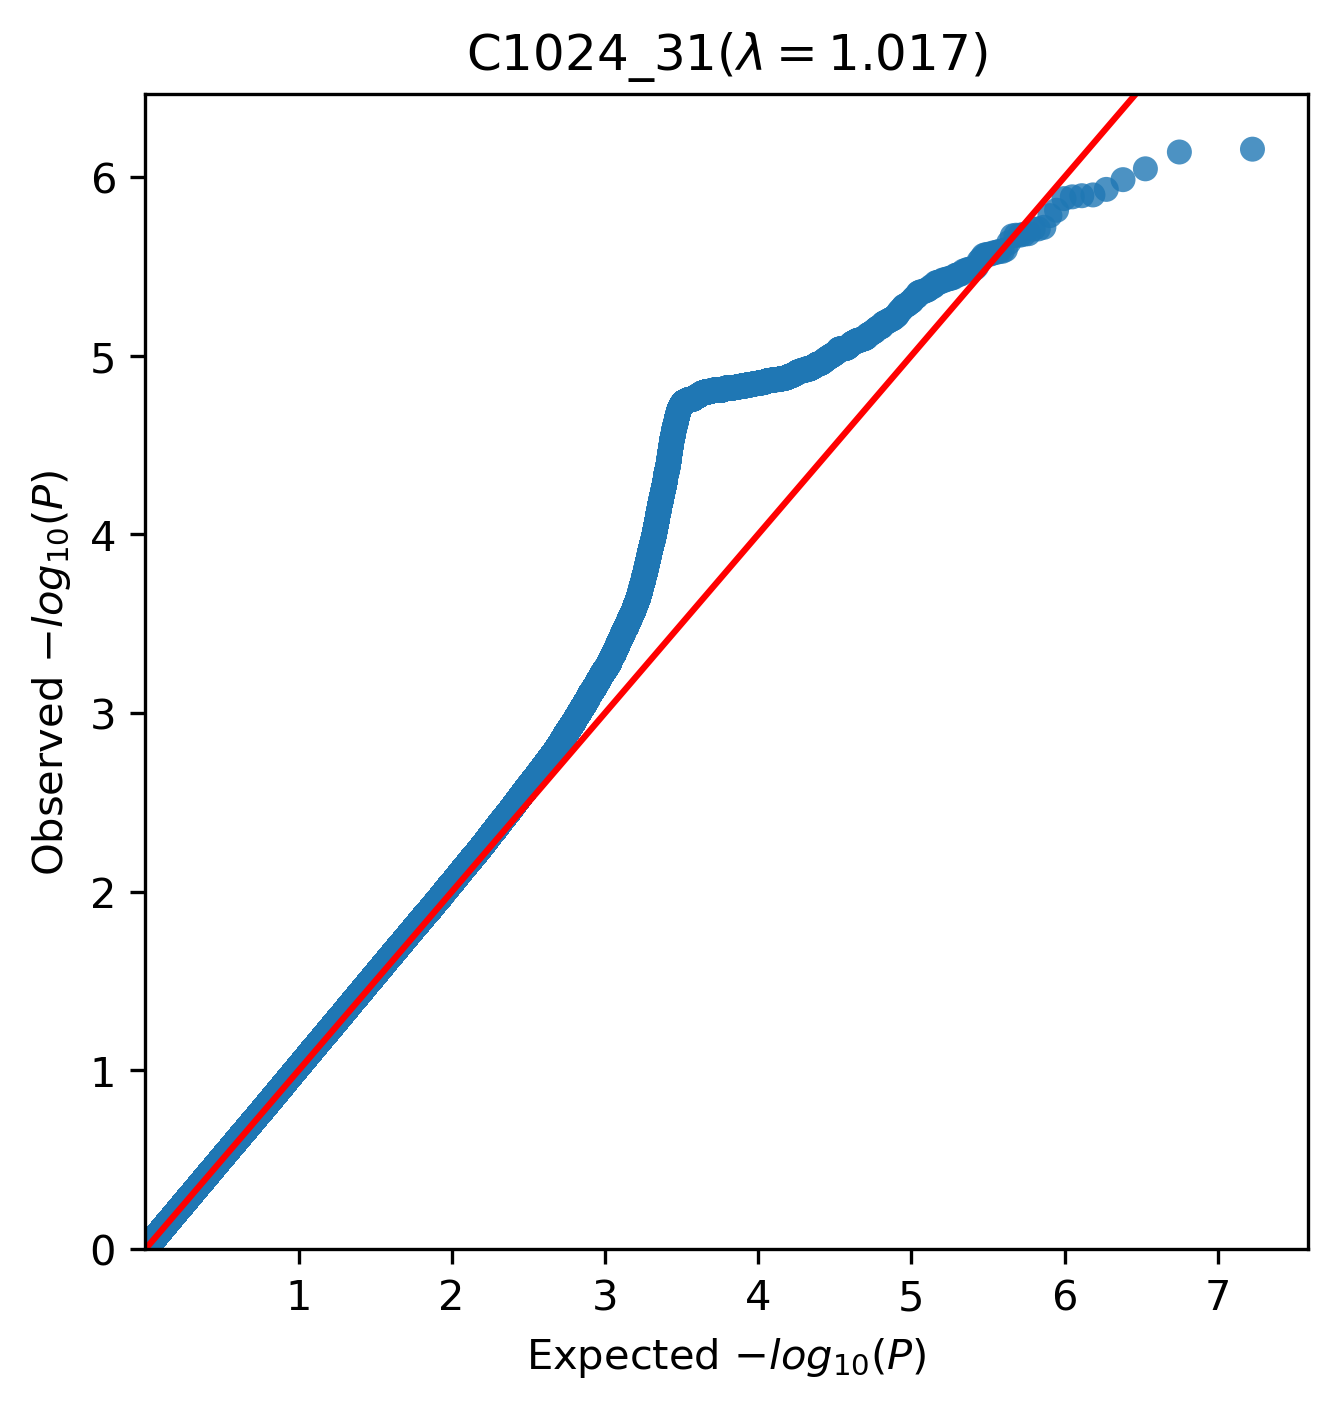 C1024_31(λ = 1.017)
Observed −log₁₀(P)
6
5
4
3
2
1
0
1 2 3 4 5 6 7
Expected −log₁₀(P)